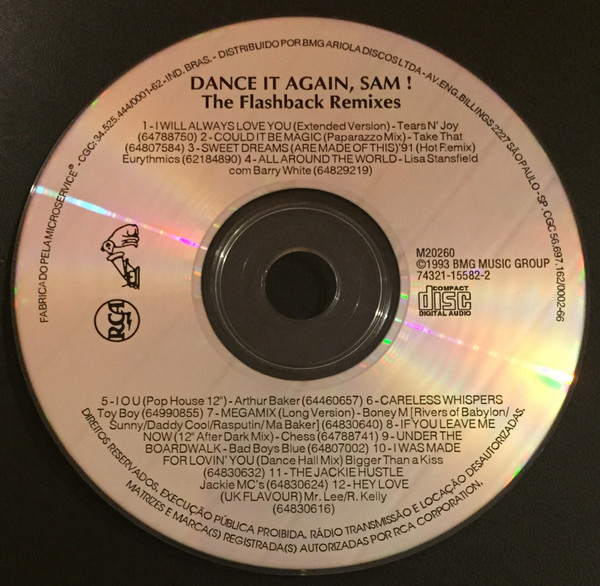 FABRICADO PELA MICROSERVICE® - CGC:34.525.444/0001-62 - IND. BRAS. - DISTRIBUIDO POR BMG ARIOLA DISCOS LTDA - AV. ENG. BILLINGS 2227 SÃO PAULO - SP. CGC 56.697.162/0002-66
DANCE IT AGAIN, SAM !
The Flashback Remixes
1 - I WILL ALWAYS LOVE YOU (Extended Version) - Tears N' Joy
(64788750) 2 - COULD IT BE MAGIC (Paparazzo Mix) - Take That
(64807584) 3 - SWEET DREAMS (ARE MADE OF THIS)'91 (Hot Remix)
Eurythmics (62184890) 4 - ALL AROUND THE WORLD - Lisa Stansfield
com Barry White (64829219)
RCA
M20260
©1993 BMG MUSIC GROUP
74321-15582-2
COMPACT
disc
DIGITAL AUDIO
5 - I O U (Pop House 12") - Arthur Baker (64460657) 6 - CARELESS WHISPERS
Toy Boy (64990855) 7 - MEGAMIX (Long Version) - Boney M [Rivers of Babylon/
Sunny/Daddy Cool/Rasputin/Ma Baker] (64830640) 8 - IF YOU LEAVE ME
NOW (12" After Dark Mix) - Chess (64788741) 9 - UNDER THE
BOARDWALK - Bad Boys Blue (64807002) 10 - I WAS MADE
FOR LOVIN' YOU (Dance Hall Mix) Bigger Than a Kiss
(64830632) 11 - THE JACKIE HUSTLE
Jackie MC's (64830624) 12 - HEY LOVE
(UK FLAVOUR) Mr. Lee/R. Kelly
(64830616)
DIREITOS RESERVADOS, EXECUÇÃO PÚBLICA PROIBIDA, RÁDIO TRANSMISSÃO E LOCAÇÃO DESAUTORIZADAS.
MATRIZES E MARCA(S) REGISTRADA(S) AUTORIZADAS POR RCA CORPORATION.